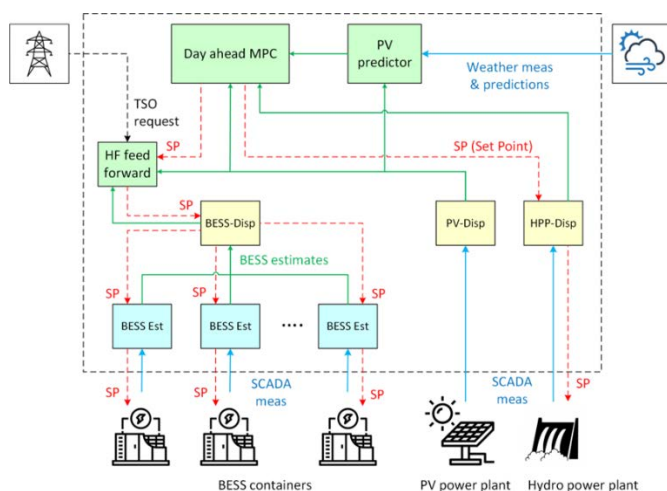 Day ahead MPC
PV
predictor
Weather meas
& predictions
TSO
request
SP
SP (Set Point)
HF feed
forward
SP
BESS-Disp
PV-Disp
HPP-Disp
BESS estimates
SP
SP
SP
BESS Est
BESS Est
....
BESS Est
SP
SP
SCADA
meas
SP
SCADA
meas
SP
BESS containers
PV power plant
Hydro power plant